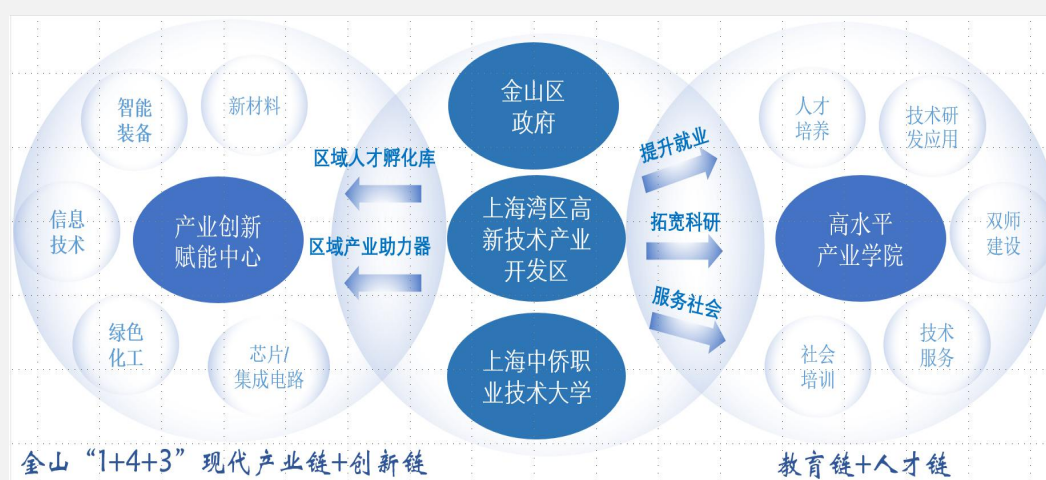 智能
装备
新材料
信息
技术
产业创新
赋能中心
绿色
化工
芯片/
集成电路
区域人才孵化库
区域产业助力器
金山区
政府
上海湾区高
新技术产业
开发区
上海中侨职
业技术大学
提升就业
拓宽科研
服务社会
人才
培养
技术研
发应用
高水平
产业学院
双师
建设
社会
培训
技术
服务
金山“1+4+3”现代产业链+创新链
教育链+人才链